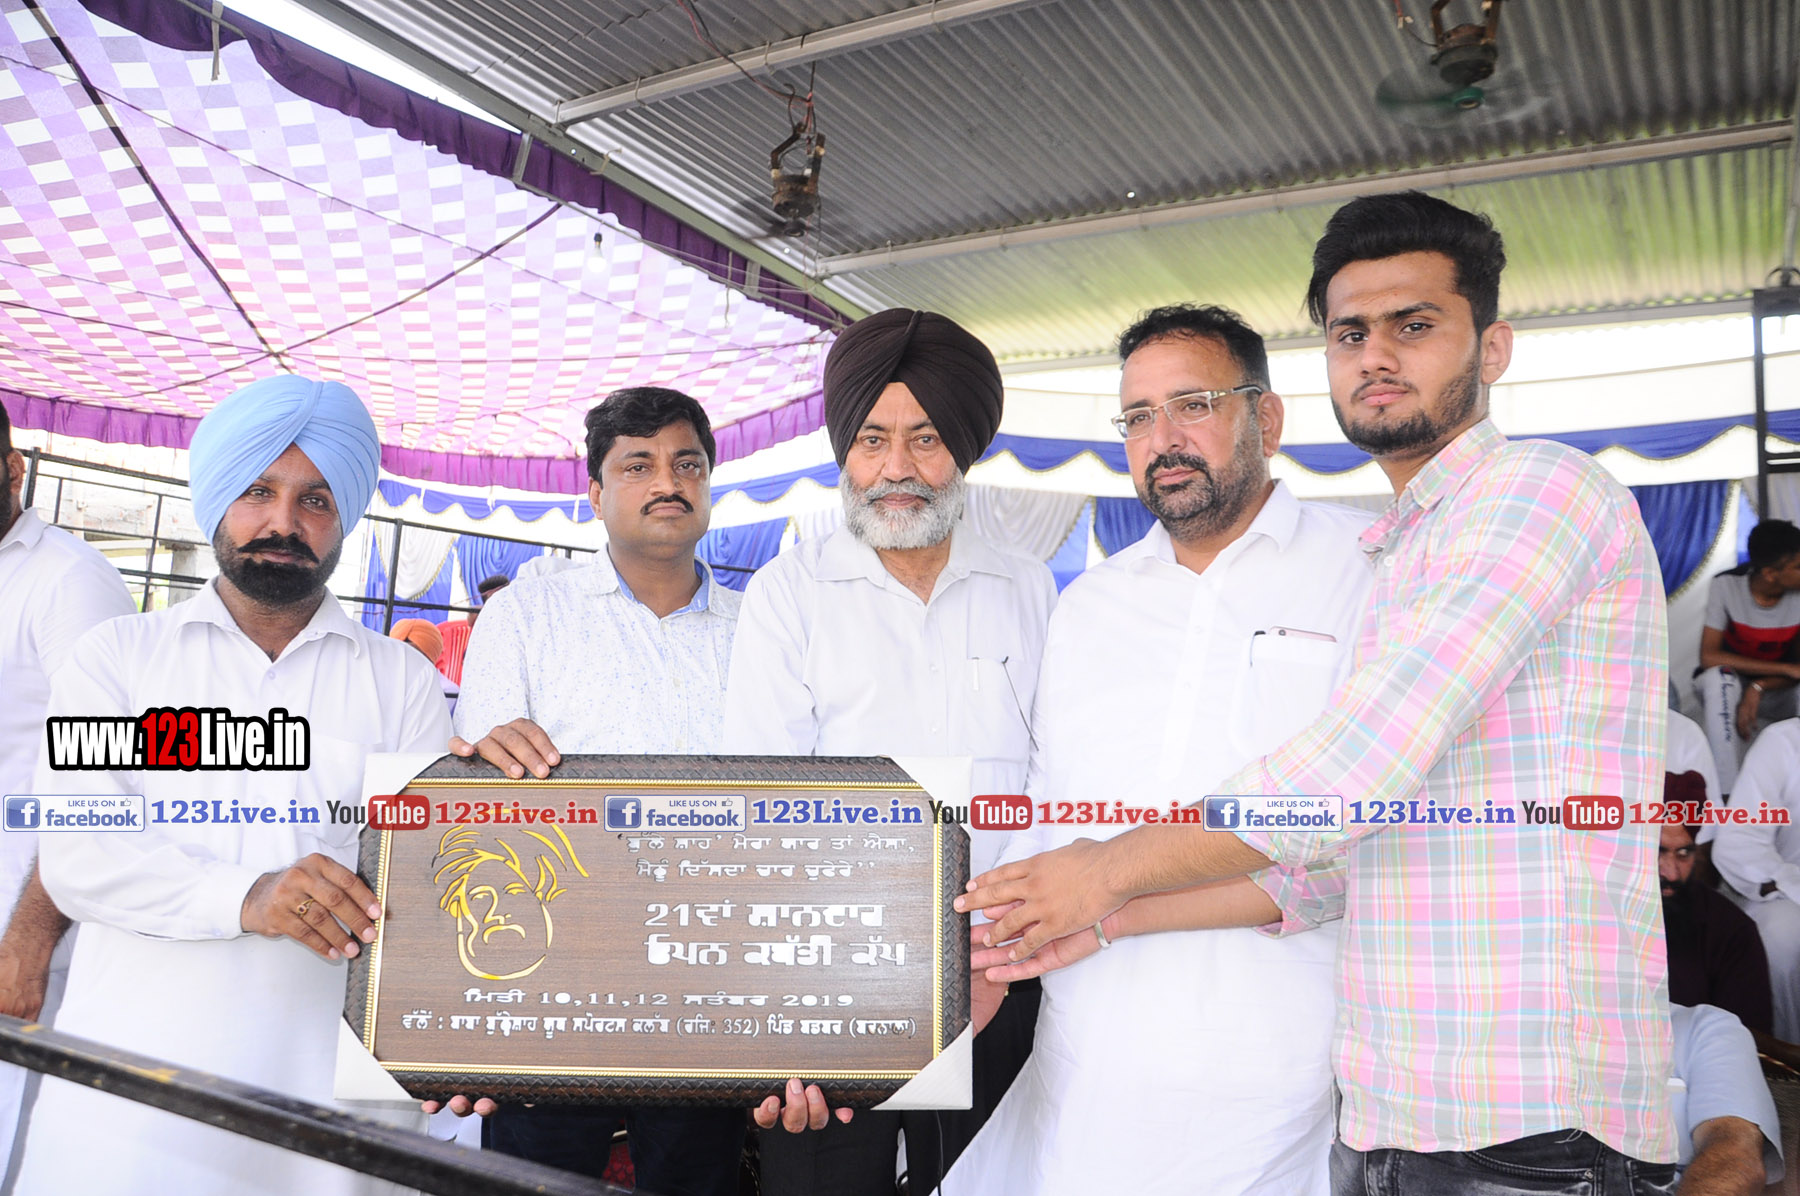 www.123Live.in
LIKE US ON facebook. 123Live.in YouTube 123Live.in LIKE US ON facebook. 123Live.in YouTube 123Live.in LIKE US ON facebook. 123Live.in YouTube 123Live.in
'ਬੁੱਲੇ ਸ਼ਾਹ' ਮੇਰਾ ਯਾਰ ਤਾਂ ਐਸਾ,
ਮੈਨੂੰ ਦਿੱਸਦਾ ਚਾਰ ਚੁਫੇਰੇ''
21ਵਾਂ ਸ਼ਾਨਦਾਰ
ਓਪਨ ਕਬੱਡੀ ਕੱਪ
ਮਿਤੀ 10,11,12 ਸਤੰਬਰ 2019
ਵੱਲੋਂ : ਬਾਬਾ ਬੁੱਲ੍ਹੇਸ਼ਾਹ ਯੂਥ ਸਪੋਰਟਸ ਕਲੱਬ (ਰਜਿ: 352) ਪਿੰਡ ਬਡਬਰ (ਬਰਨਾਲਾ)